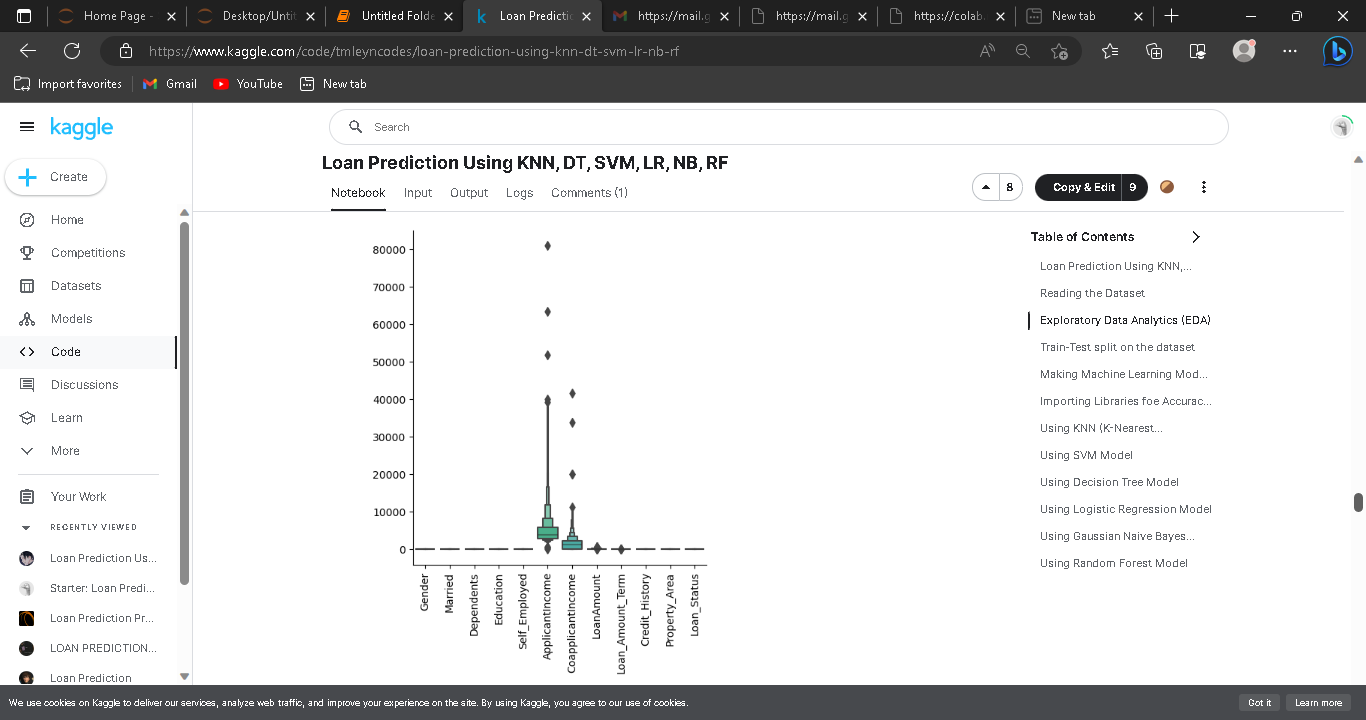 Home Page -
Desktop/Unti
Untitled Folde
Loan Predictic
https://mail.g
https://mail.g
https://colab.
New tab
https://www.kaggle.com/code/tmleyncodes/loan-prediction-using-knn-dt-svm-lr-nb-rf
Import favorites
Gmail
YouTube
New tab
kaggle
Search
Create
Loan Prediction Using KNN, DT, SVM, LR, NB, RF
Notebook
Input
Output
Logs
Comments (1)
8
Copy & Edit
9
Home
Competitions
Datasets
Models
Code
Discussions
Learn
More
Your Work
RECENTLY VIEWED
Loan Prediction Us...
Starter: Loan Predi...
Loan Prediction Pr...
LOAN PREDICTION...
Loan Prediction
80000
70000
60000
50000
40000
30000
20000
10000
0
Gender
Married
Dependents
Education
Self_Employed
ApplicantIncome
CoapplicantIncome
LoanAmount
Loan_Amount_Term
Credit_History
Property_Area
Loan_Status
Table of Contents
Loan Prediction Using KNN,...
Reading the Dataset
Exploratory Data Analytics (EDA)
Train-Test split on the dataset
Making Machine Learning Mod...
Importing Libraries foe Accurac...
Using KNN (K-Nearest...
Using SVM Model
Using Decision Tree Model
Using Logistic Regression Model
Using Gaussian Naive Bayes...
Using Random Forest Model
We use cookies on Kaggle to deliver our services, analyze web traffic, and improve your experience on the site. By using Kaggle, you agree to our use of cookies.
Got it
Learn more